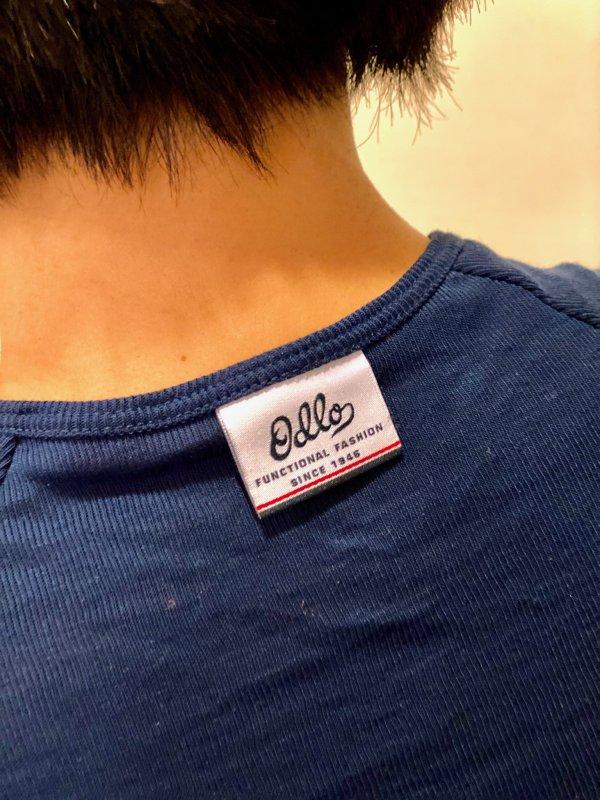 Odlo
FUNCTIONAL FASHION
SINCE 1946